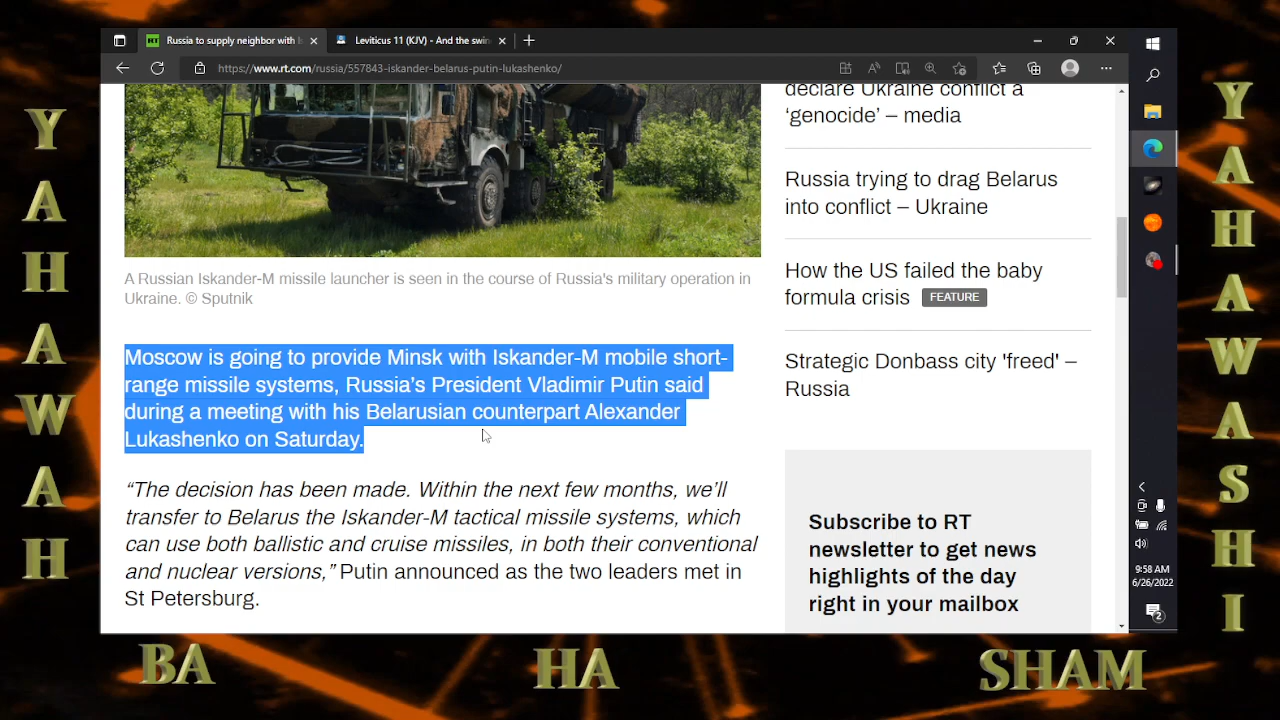 YAHAWAH
Russia to supply neighbor with
Leviticus 11 (KJV) - And the swin
https://www.rt.com/russia/557843-iskander-belarus-putin-lukashenko/
A Russian Iskander-M missile launcher is seen in the course of Russia's military operation in
Ukraine. © Sputnik
Moscow is going to provide Minsk with Iskander-M mobile short-
range missile systems, Russia’s President Vladimir Putin said
during a meeting with his Belarusian counterpart Alexander
Lukashenko on Saturday.
“The decision has been made. Within the next few months, we’ll
transfer to Belarus the Iskander-M tactical missile systems, which
can use both ballistic and cruise missiles, in both their conventional
and nuclear versions,” Putin announced as the two leaders met in
St Petersburg.
declare Ukraine conflict a
‘genocide’ – media
Russia trying to drag Belarus
into conflict – Ukraine
How the US failed the baby
formula crisis FEATURE
Strategic Donbass city 'freed' –
Russia
Subscribe to RT
newsletter to get news
highlights of the day
right in your mailbox
9:58 AM
6/26/2022
2
YAHAWASHI
BA HA SHAM